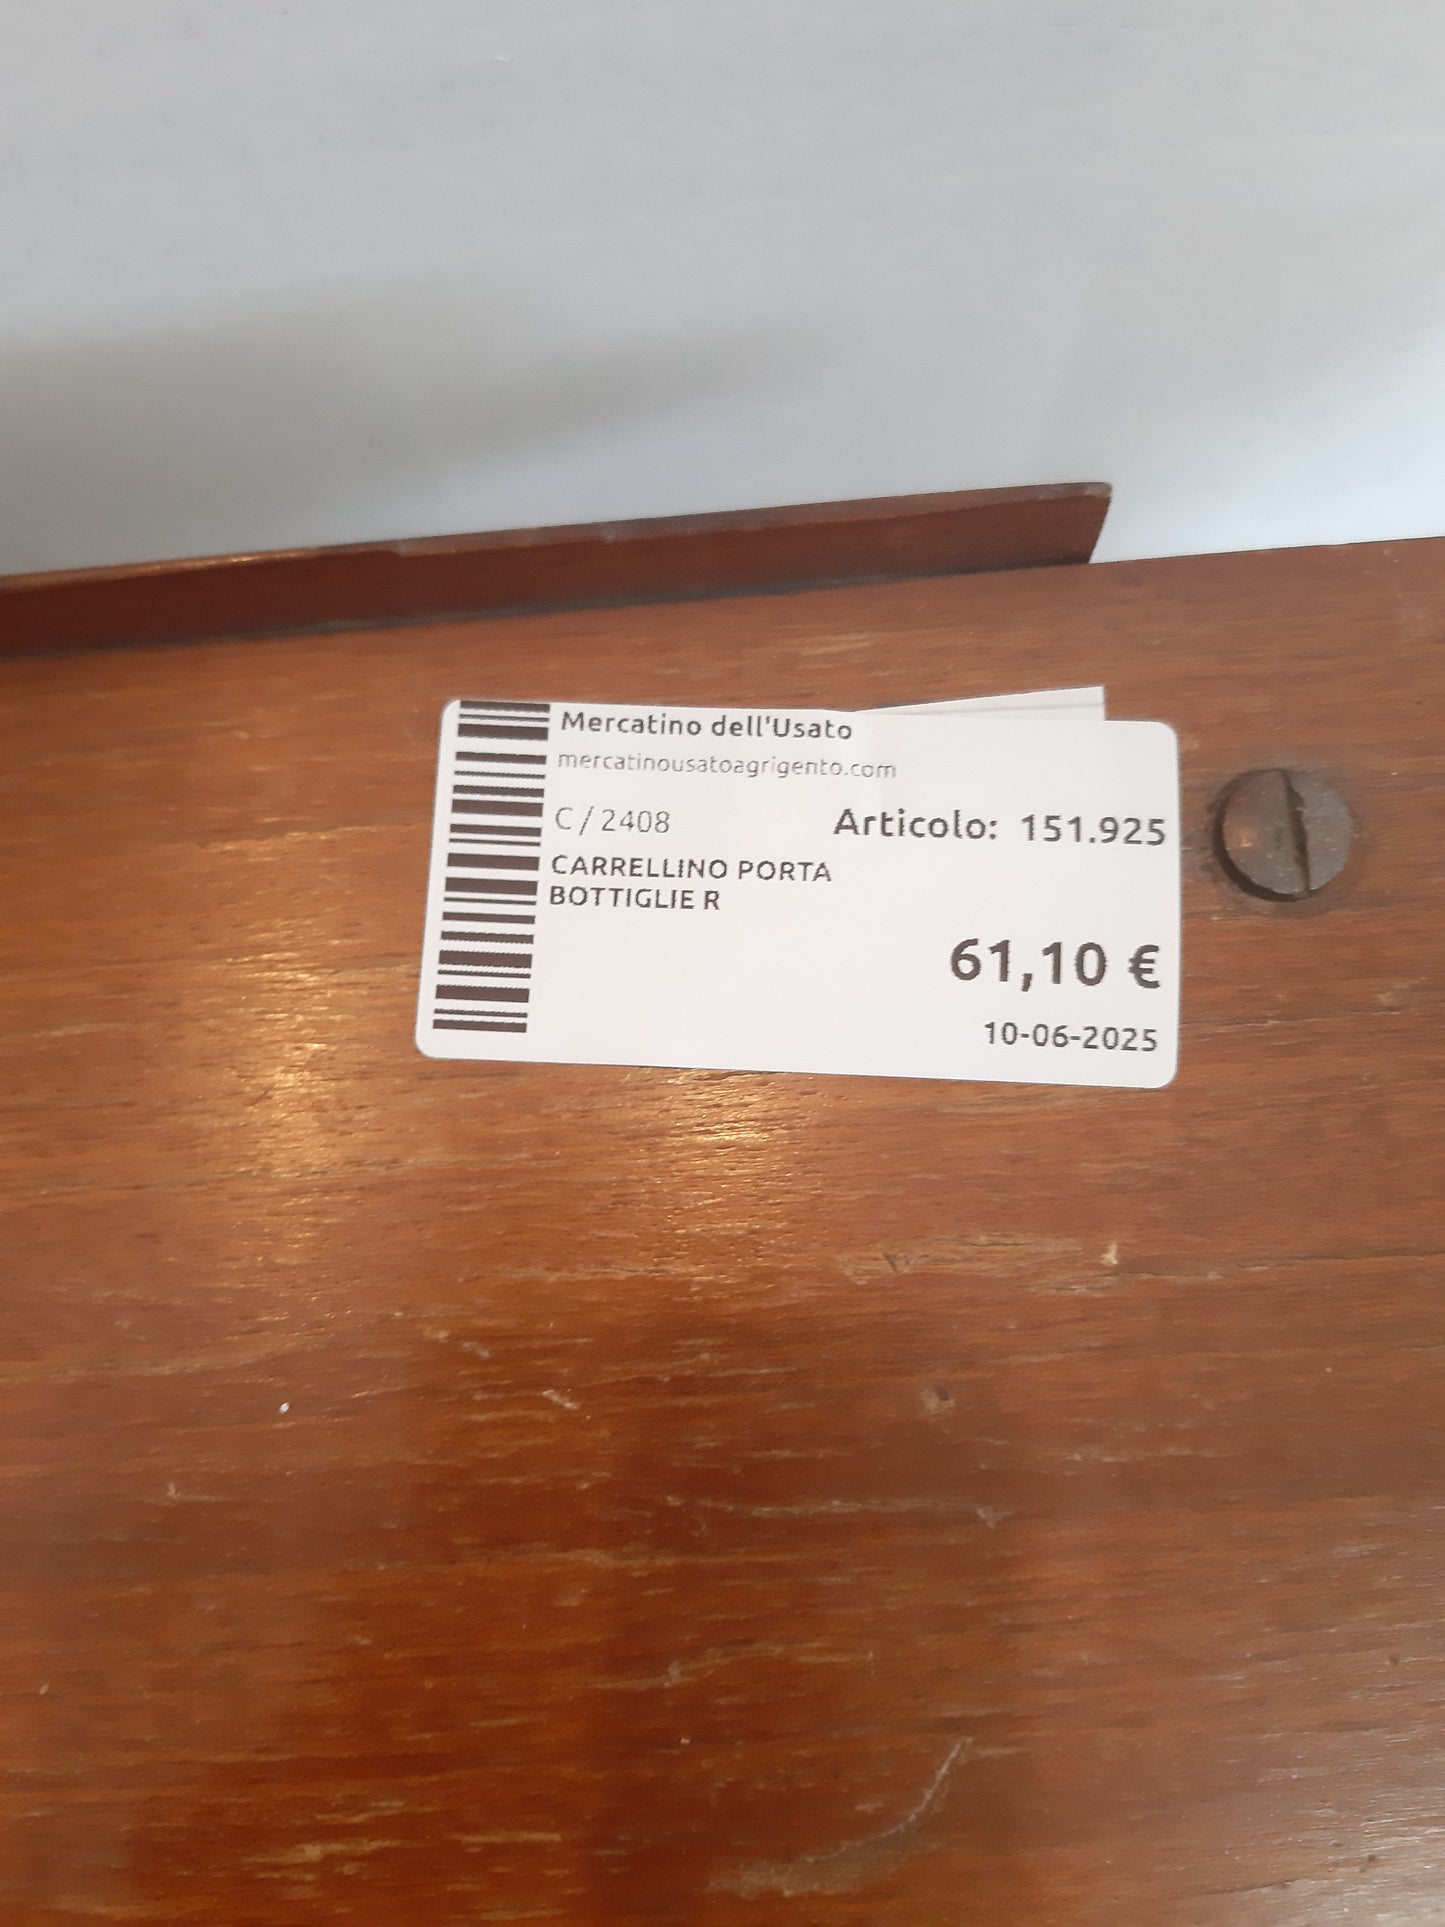 Mercatino dell'Usato
mercatinousatoagrigento.com
C / 2408 Articolo: 151.925
CARRELLINO PORTA
BOTTIGLIE R
61,10 €
10-06-2025